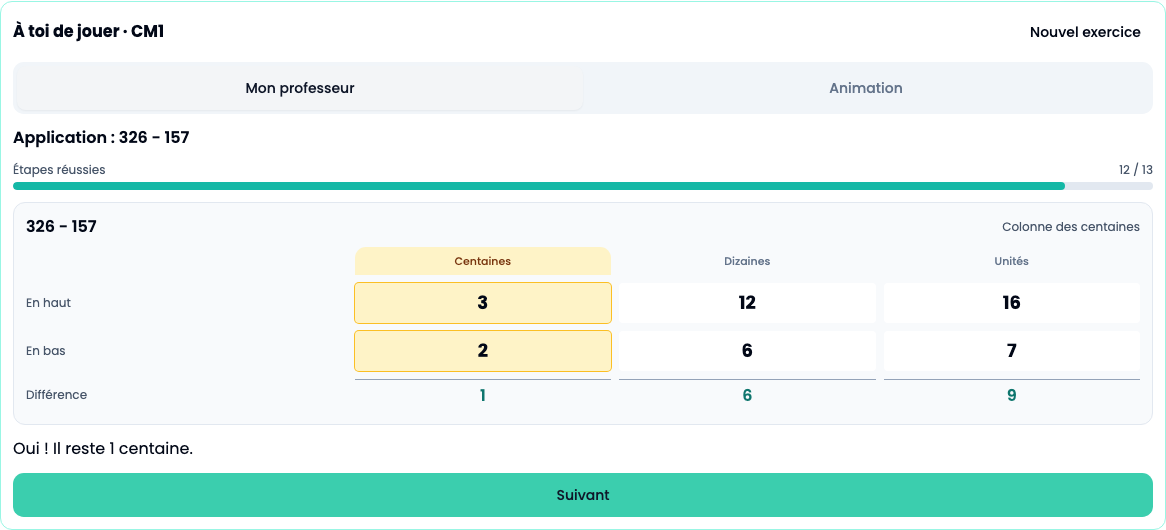 À toi de jouer · CM1
Nouvel exercice
Mon professeur
Animation
Application : 326 - 157
Étapes réussies
12 / 13
326 - 157
Colonne des centaines
Centaines Dizaines Unités
En haut 3 12 16
En bas 2 6 7
Différence 1 6 9
Oui ! Il reste 1 centaine.
Suivant